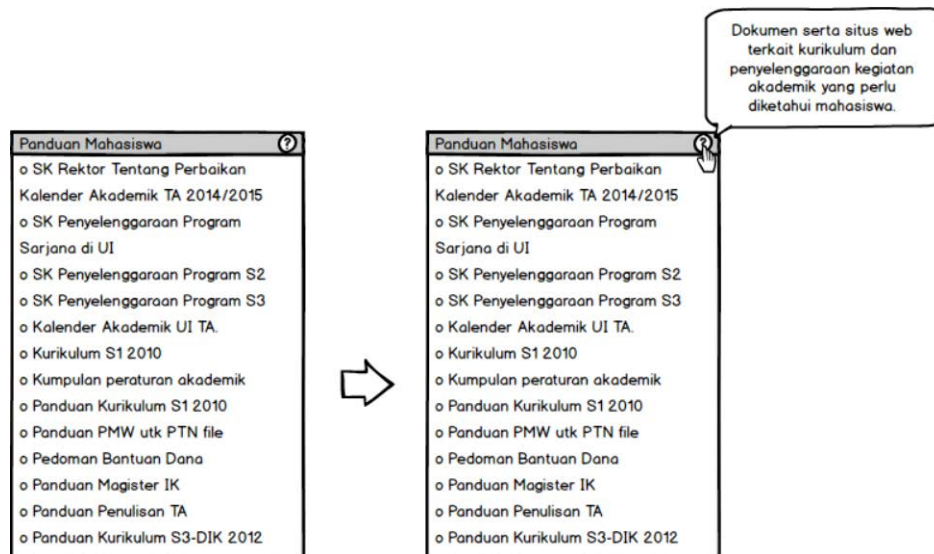 Dokumen serta situs web
terkait kurikulum dan
penyelenggaraan kegiatan
akademik yang perlu
diketahui mahasiswa.
Panduan Mahasiswa ?
o SK Rektor Tentang Perbaikan
Kalender Akademik TA 2014/2015
o SK Penyelenggaraan Program
Sarjana di UI
o SK Penyelenggaraan Program S2
o SK Penyelenggaraan Program S3
o Kalender Akademik UI TA.
o Kurikulum S1 2010
o Kumpulan peraturan akademik
o Panduan Kurikulum S1 2010
o Panduan PMW utk PTN file
o Pedoman Bantuan Dana
o Panduan Magister IK
o Panduan Penulisan TA
o Panduan Kurikulum S3-DIK 2012
Panduan Mahasiswa ?
o SK Rektor Tentang Perbaikan
Kalender Akademik TA 2014/2015
o SK Penyelenggaraan Program
Sarjana di UI
o SK Penyelenggaraan Program S2
o SK Penyelenggaraan Program S3
o Kalender Akademik UI TA.
o Kurikulum S1 2010
o Kumpulan peraturan akademik
o Panduan Kurikulum S1 2010
o Panduan PMW utk PTN file
o Pedoman Bantuan Dana
o Panduan Magister IK
o Panduan Penulisan TA
o Panduan Kurikulum S3-DIK 2012